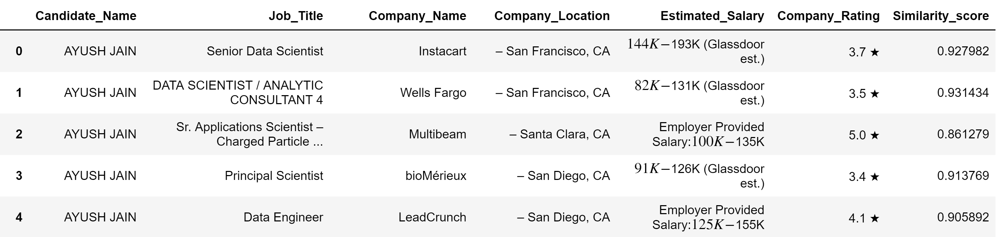 Candidate_Name Job_Title Company_Name Company_Location Estimated_Salary Company_Rating Similarity_score
0 AYUSH JAIN Senior Data Scientist Instacart – San Francisco, CA 144K−193K (Glassdoor est.) 3.7 ★ 0.927982
1 AYUSH JAIN DATA SCIENTIST / ANALYTIC CONSULTANT 4 Wells Fargo – San Francisco, CA 82K−131K (Glassdoor est.) 3.5 ★ 0.931434
2 AYUSH JAIN Sr. Applications Scientist – Charged Particle ... Multibeam – Santa Clara, CA Employer Provided Salary:100K−135K 5.0 ★ 0.861279
3 AYUSH JAIN Principal Scientist bioMérieux – San Diego, CA 91K−126K (Glassdoor est.) 3.4 ★ 0.913769
4 AYUSH JAIN Data Engineer LeadCrunch – San Diego, CA Employer Provided Salary:125K−155K 4.1 ★ 0.905892